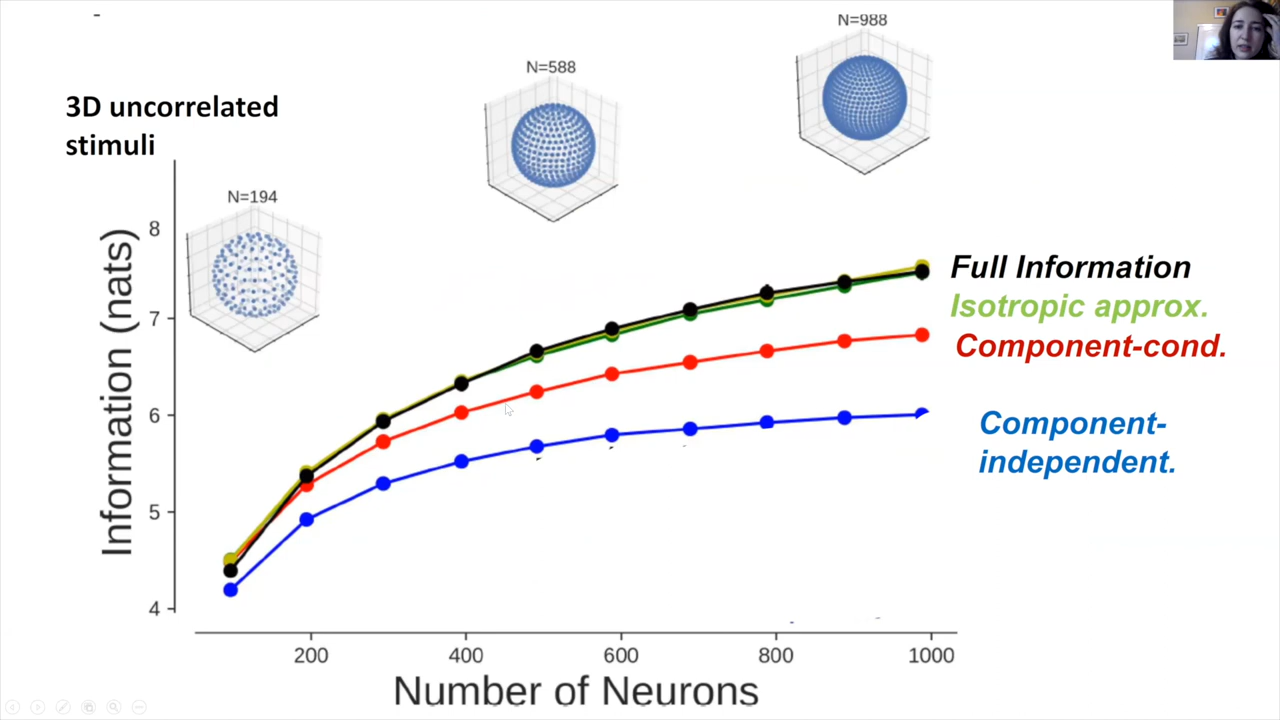 N=988
N=588
3D uncorrelated
stimuli
N=194
8
7
6
5
4
Information (nats)
Full Information
Isotropic approx.
Component-cond.
Component-
independent.
200 400 600 800 1000
Number of Neurons